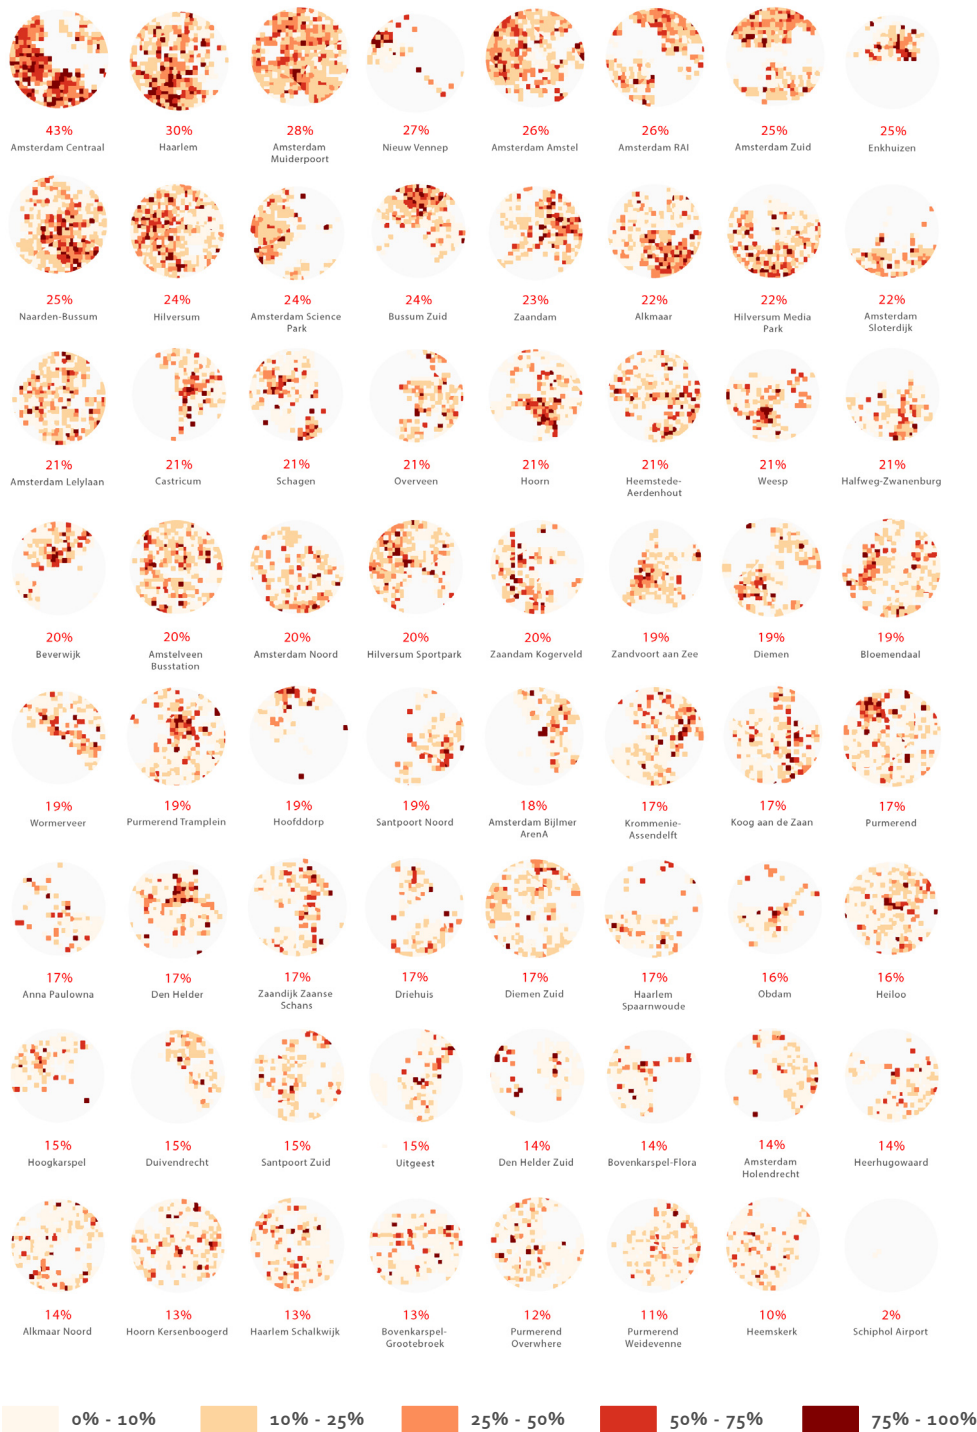 43% 30% 28% 27% 26% 26% 25% 25%
Amsterdam Centraal Haarlem Amsterdam Nieuw Vennep Amsterdam Amstel Amsterdam RAI Amsterdam Zuid Enkhuizen
Muiderpoort
25% 24% 24% 24% 23% 22% 22% 22%
Naarden-Bussum Hilversum Amsterdam Science Bussum Zuid Zaandam Alkmaar Hilversum Media Amsterdam
Park Park Sloterdijk
21% 21% 21% 21% 21% 21% 21% 21%
Amsterdam Lelylaan Castricum Schagen Overveen Hoorn Heemstede- Weesp Halfweg-Zwanenburg
Aerdenhout
20% 20% 20% 20% 20% 19% 19% 19%
Beverwijk Amstelveen Amsterdam Noord Hilversum Sportpark Zaandam Kogerveld Zandvoort aan Zee Diemen Bloemendaal
Busstation
19% 19% 19% 19% 18% 17% 17% 17%
Wormerveer Purmerend Tramplein Hoofddorp Santpoort Noord Amsterdam Bijlmer Krommenie- Koog aan de Zaan Purmerend
ArenA Assendelft
17% 17% 17% 17% 17% 17% 16% 16%
Anna Paulowna Den Helder Zaandijk Zaanse Driehuis Diemen Zuid Haarlem Obdam Heiloo
Schans Spaarnwoude
15% 15% 15% 15% 14% 14% 14% 14%
Hoogkarspel Duivendrecht Santpoort Zuid Uitgeest Den Helder Zuid Bovenkarspel-Flora Amsterdam Heerhugowaard
Holendrecht
14% 13% 13% 13% 12% 11% 10% 2%
Alkmaar Noord Hoorn Kersenboogerd Haarlem Schalkwijk Bovenkarspel- Purmerend Purmerend Heemskerk Schiphol Airport
Grootebroek Overwhere Weidevenne
0% - 10% 10% - 25% 25% - 50% 50% - 75% 75% - 100%